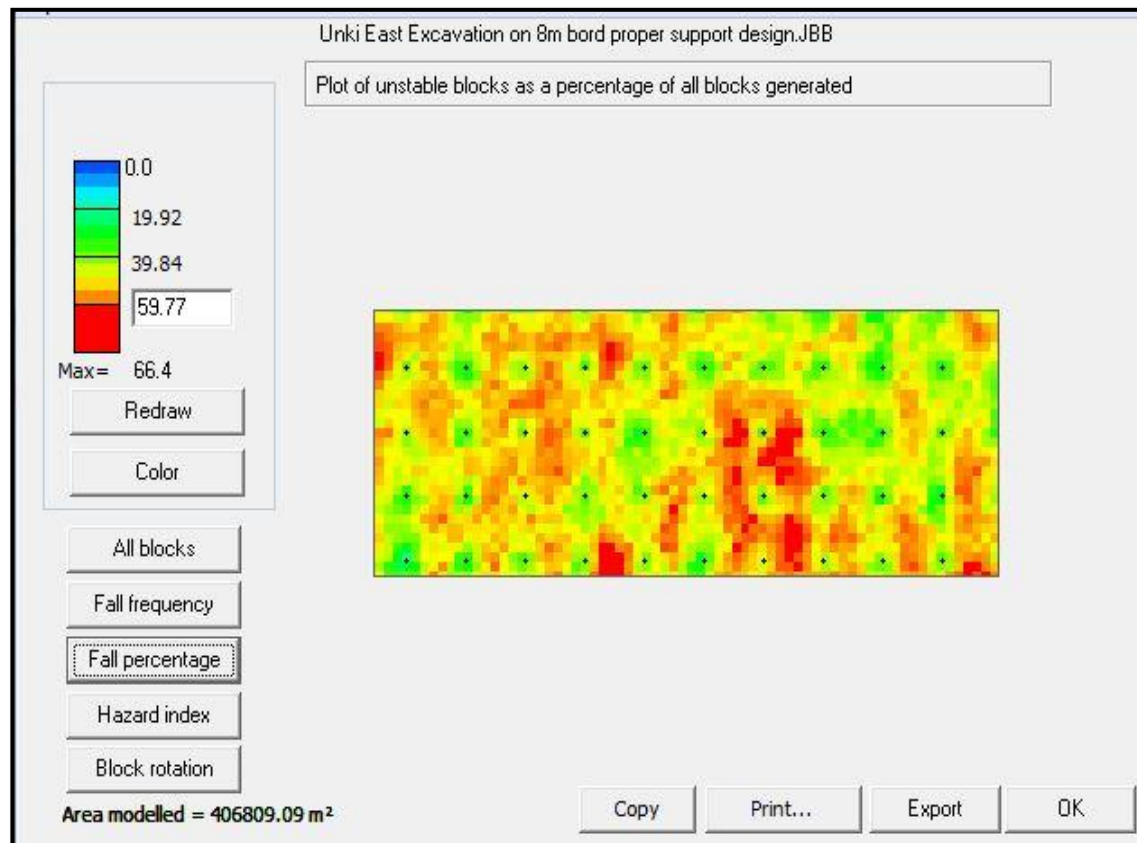 Unki East Excavation on 8m bord proper support design.JBB
Plot of unstable blocks as a percentage of all blocks generated
0.0
19.92
39.84
59.77
Max= 66.4
Redraw
Color
All blocks
Fall frequency
Fall percentage
Hazard index
Block rotation
Area modelled = 406809.09 m²
Copy Print... Export OK